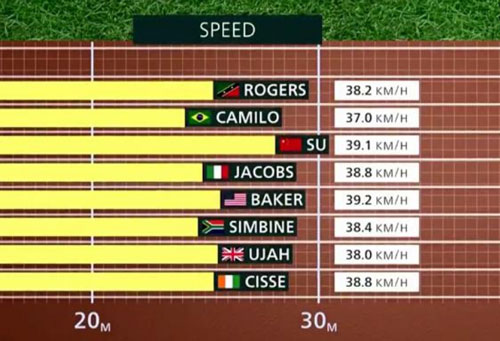 SPEED
ROGERS 38.2 KM/H
CAMILO 37.0 KM/H
SU 39.1 KM/H
JACOBS 38.8 KM/H
BAKER 39.2 KM/H
SIMBINE 38.4 KM/H
UJAH 38.0 KM/H
CISSE 38.8 KM/H
20M 30M